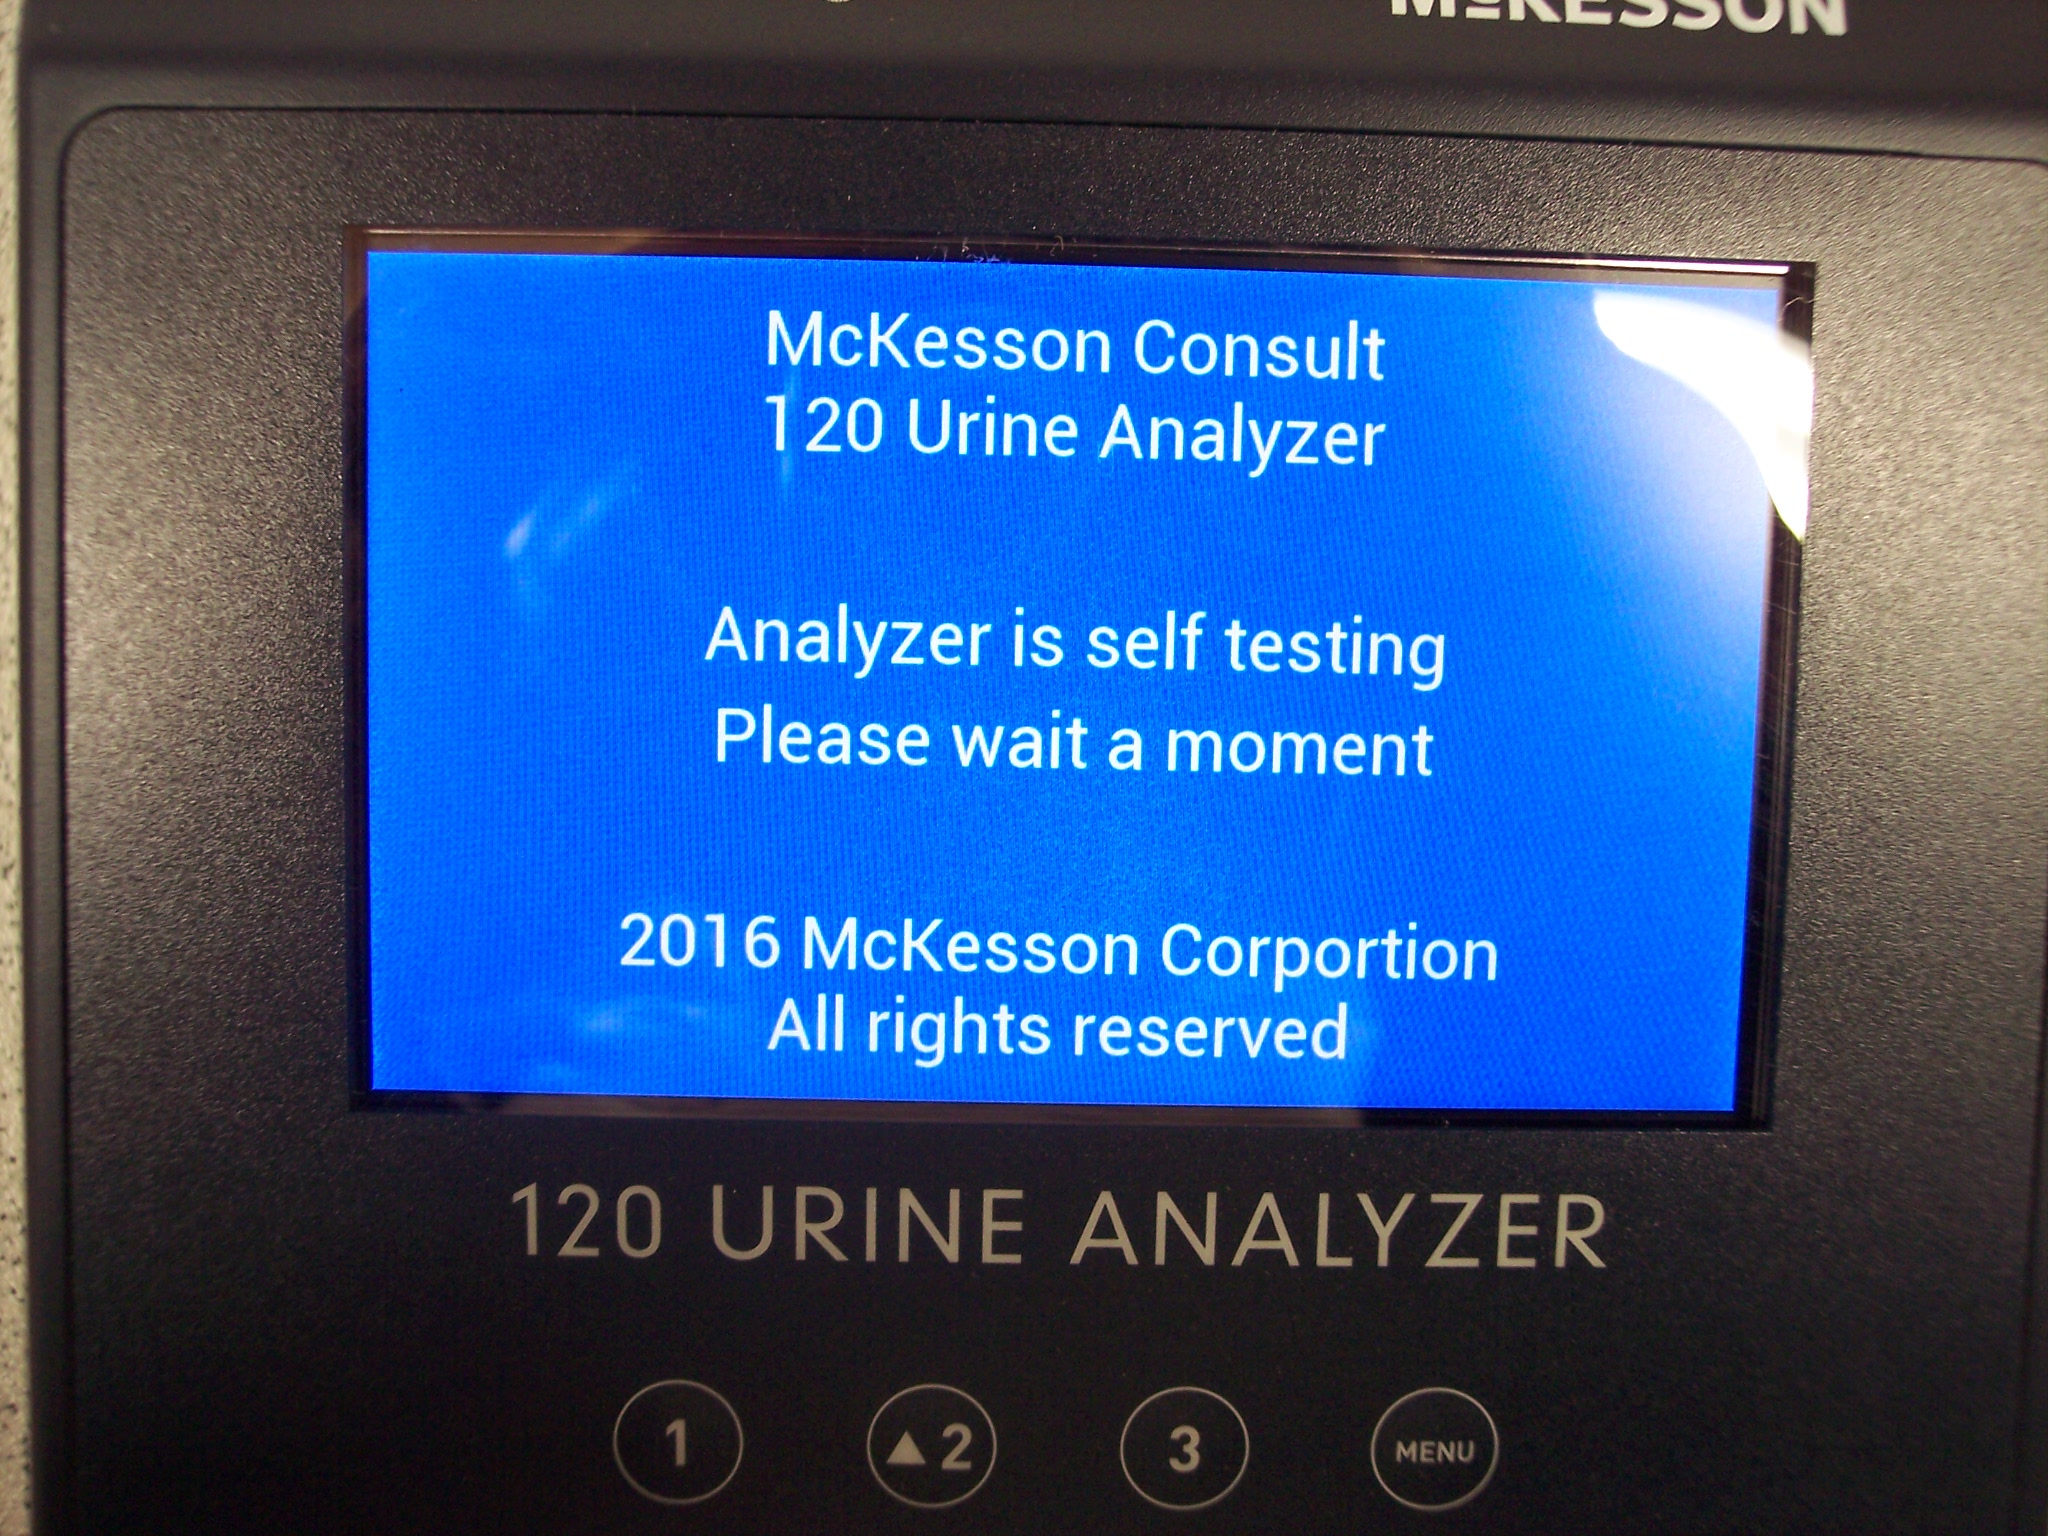 McKESSON
McKesson Consult
120 Urine Analyzer
Analyzer is self testing
Please wait a moment
2016 McKesson Corportion
All rights reserved
120 URINE ANALYZER
1 ▲2 3 MENU